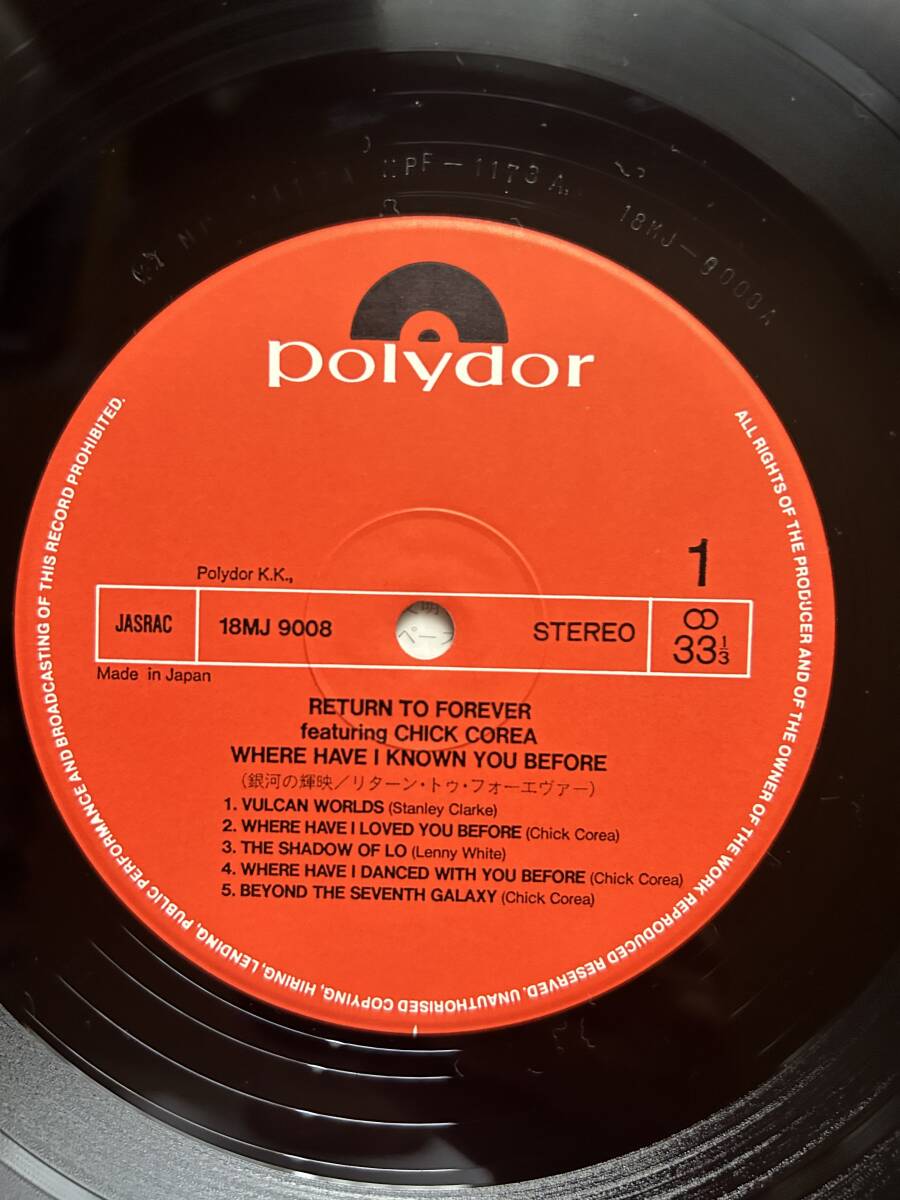 MPF-1173A
18MJ-9008A
polydor
ALL RIGHTS OF THE PRODUCER AND OF THE OWNER OF THE WORK REPRODUCED RESERVED. UNAUTHORISED COPYING, HIRING, LENDING, PUBLIC PERFORMANCE AND BROADCASTING OF THIS RECORD PROHIBITED.
1
Polydor K.K.,
JASRAC
18MJ 9008
STEREO
33 1/3
Made in Japan
RETURN TO FOREVER
featuring CHICK COREA
WHERE HAVE I KNOWN YOU BEFORE
(銀河の輝映／リターン・トゥ・フォーエヴァー)
1. VULCAN WORLDS (Stanley Clarke)
2. WHERE HAVE I LOVED YOU BEFORE (Chick Corea)
3. THE SHADOW OF LO (Lenny White)
4. WHERE HAVE I DANCED WITH YOU BEFORE (Chick Corea)
5. BEYOND THE SEVENTH GALAXY (Chick Corea)